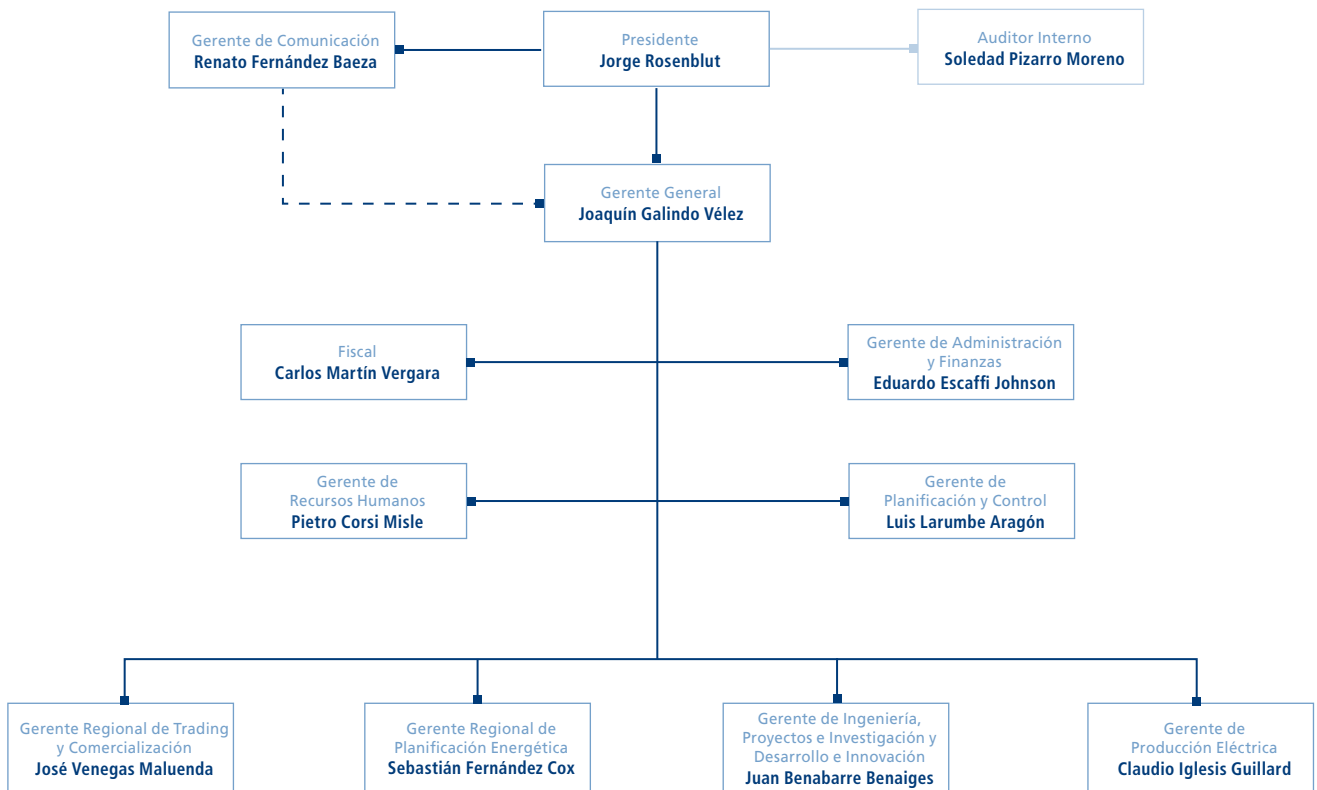 Gerente de Comunicación
Renato Fernández Baeza
Presidente
Jorge Rosenblut
Auditor Interno
Soledad Pizarro Moreno
Gerente General
Joaquín Galindo Vélez
Fiscal
Carlos Martín Vergara
Gerente de Administración
y Finanzas
Eduardo Escaffi Johnson
Gerente de
Recursos Humanos
Pietro Corsi Misle
Gerente de
Planificación y Control
Luis Larumbe Aragón
Gerente Regional de Trading
y Comercialización
José Venegas Maluenda
Gerente Regional de
Planificación Energética
Sebastián Fernández Cox
Gerente de Ingeniería,
Proyectos e Investigación y
Desarrollo e Innovación
Juan Benabarre Benaiges
Gerente de
Producción Eléctrica
Claudio Iglesis Guillard